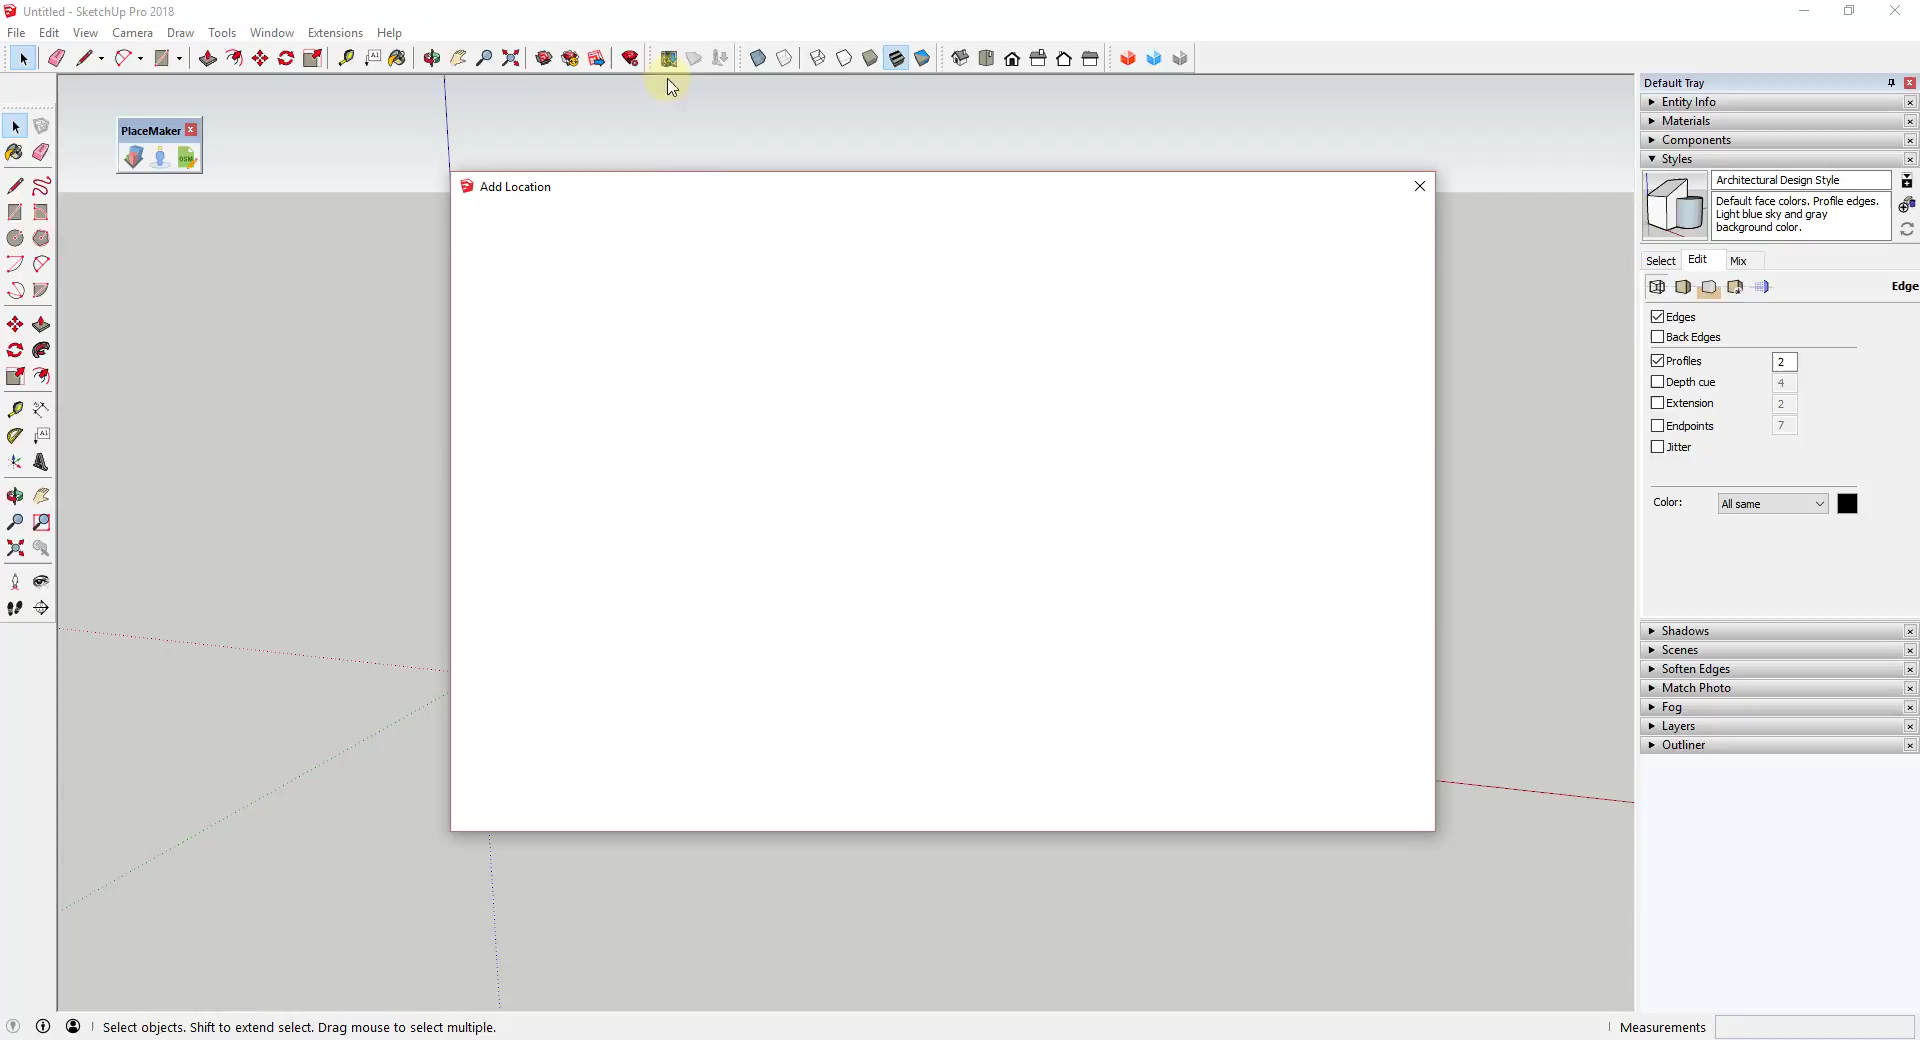 Untitled - SketchUp Pro 2018
File Edit View Camera Draw Tools Window Extensions Help
PlaceMaker
OSM
A1
Add Location
Default Tray
Entity Info
Materials
Components
Styles
Architectural Design Style
Default face colors. Profile edges.
Light blue sky and gray
background color.
Select Edit Mix
Edge
Edges
Back Edges
Profiles 2
Depth cue 4
Extension 2
Endpoints 7
Jitter
Color: All same
Shadows
Scenes
Soften Edges
Match Photo
Fog
Layers
Outliner
Select objects. Shift to extend select. Drag mouse to select multiple.
Measurements